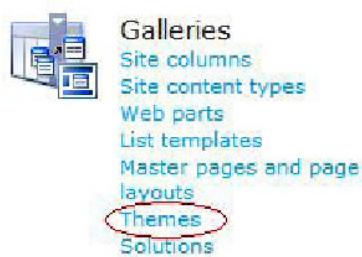 Galleries
Site columns
Site content types
Web parts
List templates
Master pages and page
layouts
Themes
Solutions